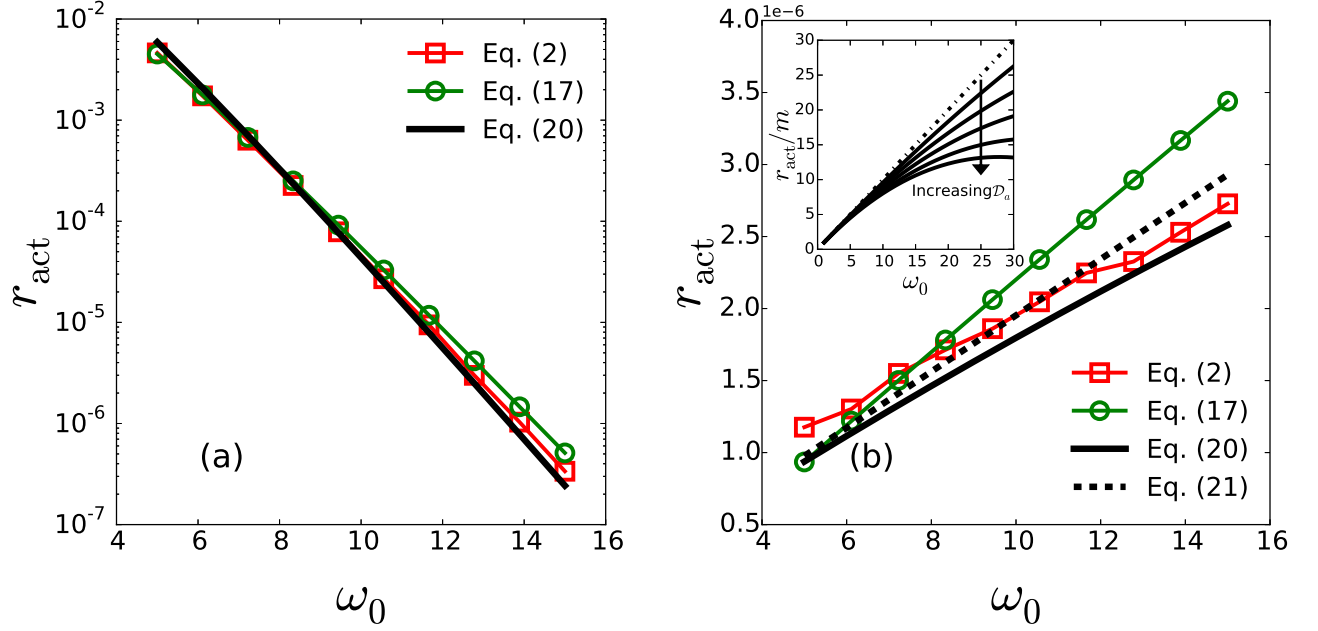 10^-2
10^-3
10^-4
10^-5
10^-6
10^-7
r_act
4 6 8 10 12 14 16
ω_0
Eq. (2)
Eq. (17)
Eq. (20)
(a)
1e−6
4.0
3.5
3.0
2.5
2.0
1.5
1.0
0.5
r_act
4 6 8 10 12 14 16
ω_0
30
25
20
15
10
5
0
r_act/m
0 5 10 15 20 25 30
ω_0
Increasing𝒟_a
Eq. (2)
Eq. (17)
Eq. (20)
Eq. (21)
(b)